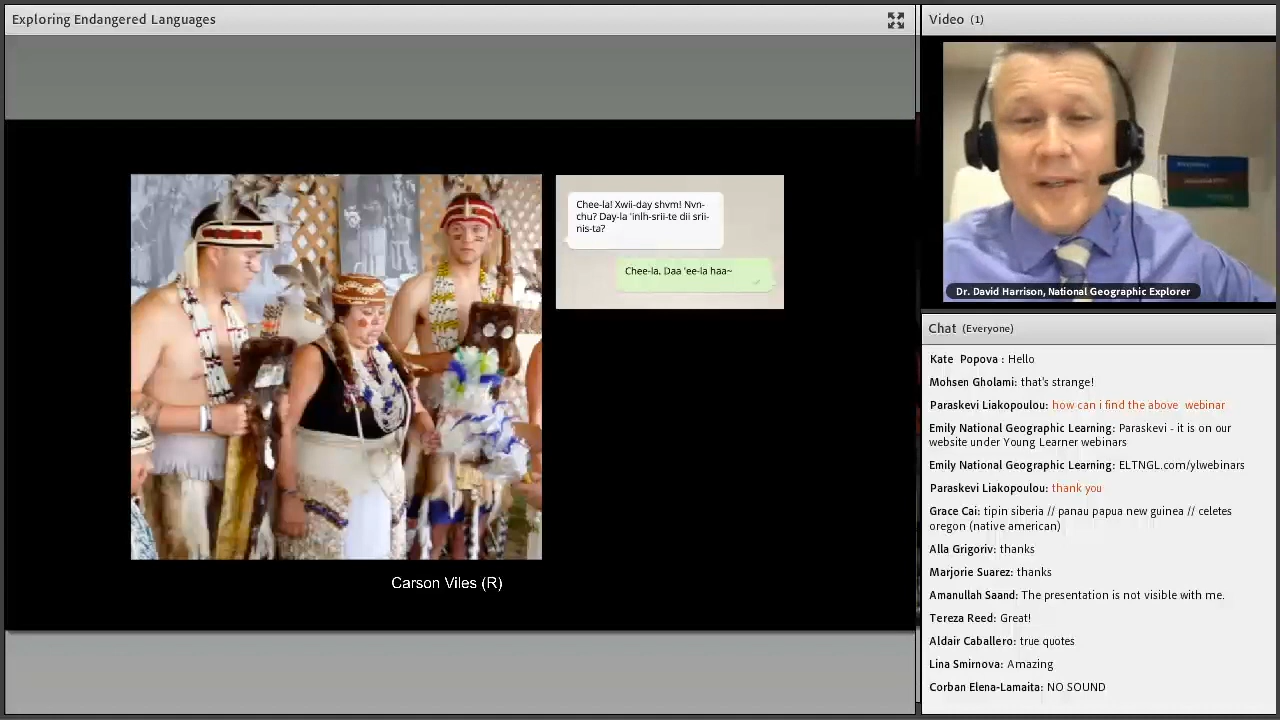 Exploring Endangered Languages
Chee-la! Xwii-day shvm! Nvn-
chu? Day-la 'inlh-srii-te dii srii-
nis-ta?
Chee-la. Daa 'ee-la haa~
Carson Viles (R)
Video (1)
Dr. David Harrison, National Geographic Explorer
Chat (Everyone)
Kate Popova : Hello
Mohsen Gholami: that's strange!
Paraskevi Liakopoulou: how can i find the above webinar
Emily National Geographic Learning: Paraskevi - it is on our
website under Young Learner webinars
Emily National Geographic Learning: ELTNGL.com/ylwebinars
Paraskevi Liakopoulou: thank you
Grace Cai: tipin siberia // panau papua new guinea // celetes
oregon (native american)
Alla Grigoriv: thanks
Marjorie Suarez: thanks
Amanullah Saand: The presentation is not visible with me.
Tereza Reed: Great!
Aldair Caballero: true quotes
Lina Smirnova: Amazing
Corban Elena-Lamaita: NO SOUND